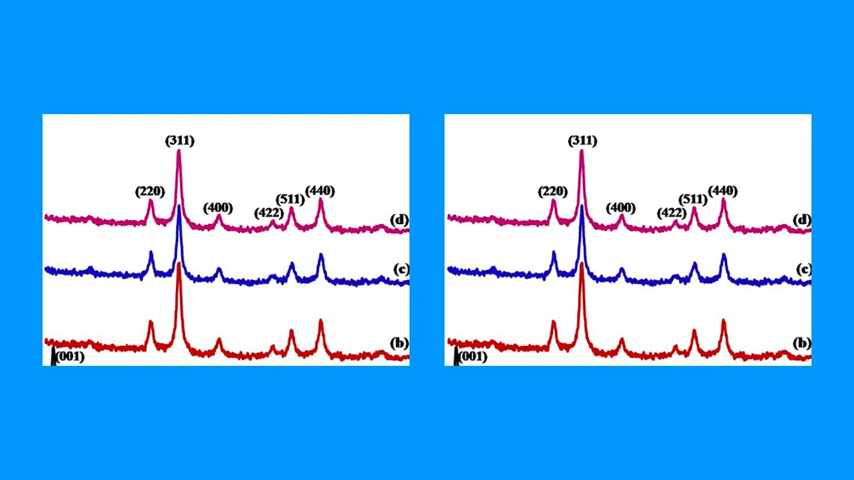 (311)
(220)
(400)
(422)
(511)
(440)
(d)
(c)
(b)
(001)
(311)
(220)
(400)
(422)
(511)
(440)
(d)
(c)
(b)
(001)